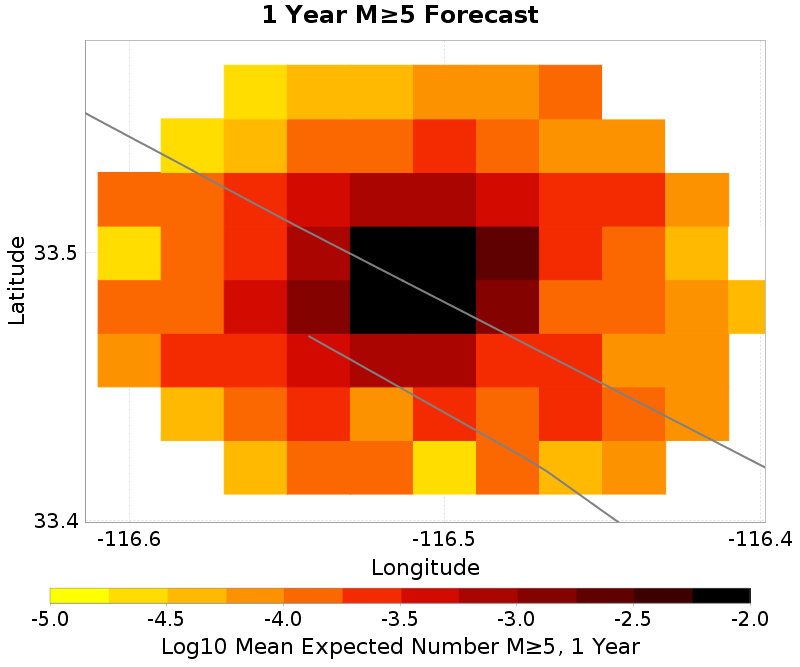 1 Year M≥5 Forecast
Latitude
33.5
33.4
-116.6 -116.5 -116.4
Longitude
-5.0 -4.5 -4.0 -3.5 -3.0 -2.5 -2.0
Log10 Mean Expected Number M≥5, 1 Year